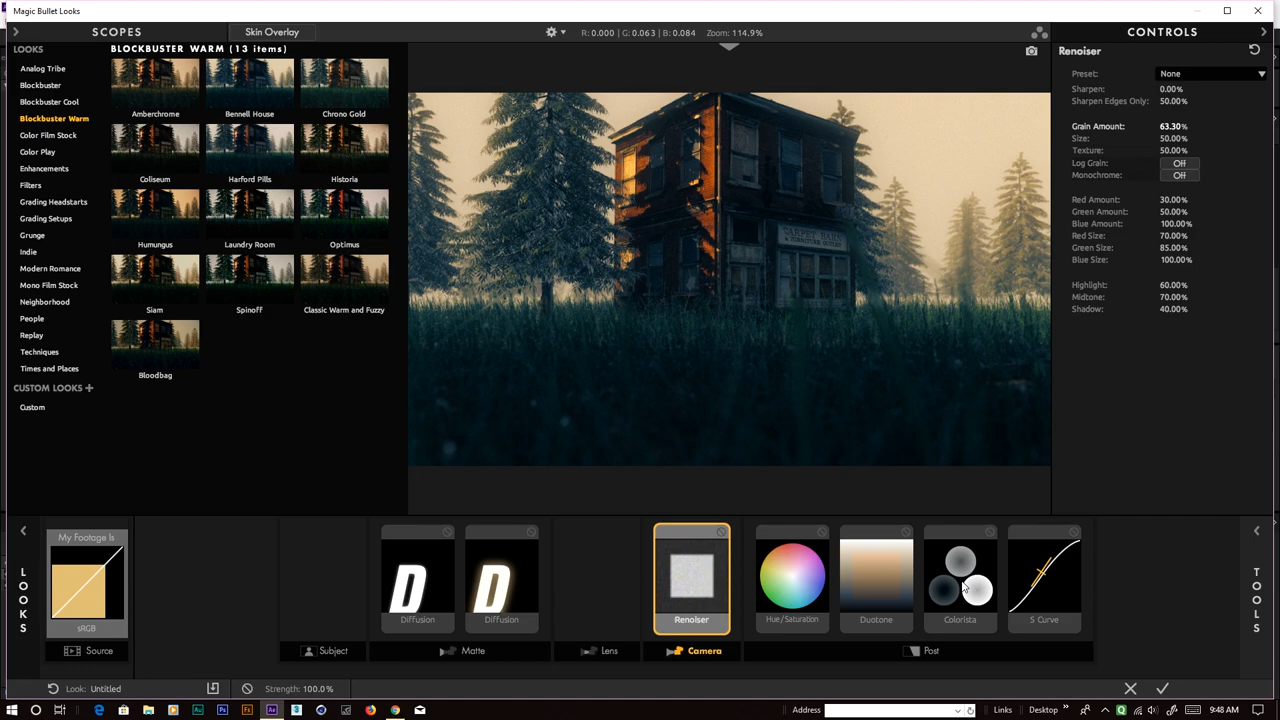 Magic Bullet Looks
SCOPES
Skin Overlay
R: 0.000 | G: 0.063 | B: 0.084
Zoom: 114.9%
CONTROLS
LOOKS
Analog Tribe
Blockbuster
Blockbuster Cool
Blockbuster Warm
Color Film Stock
Color Play
Enhancements
Filters
Grading Headstarts
Grading Setups
Grunge
Indie
Modern Romance
Mono Film Stock
Neighborhood
People
Replay
Techniques
Times and Places
CUSTOM LOOKS +
Custom
BLOCKBUSTER WARM (13 items)
Amberchrome
Bennell House
Chrono Gold
Coliseum
Harford Pills
Historia
Humungus
Laundry Room
Optimus
Siam
Spinoff
Classic Warm and Fuzzy
Bloodbag
CARPET BARN
& FURNITURE OUTLET
Renoiser
Preset: None
Sharpen: 0.00%
Sharpen Edges Only: 50.00%
Grain Amount: 63.30%
Size: 50.00%
Texture: 50.00%
Log Grain: Off
Monochrome: Off
Red Amount: 30.00%
Green Amount: 50.00%
Blue Amount: 100.00%
Red Size: 70.00%
Green Size: 85.00%
Blue Size: 100.00%
Highlight: 60.00%
Midtone: 70.00%
Shadow: 40.00%
LOOKS
My Footage Is
sRGB
Source
D
Diffusion
D
Diffusion
Renoiser
Hue/Saturation
Duotone
Colorista
S Curve
TOOLS
Subject
Matte
Lens
Camera
Post
Look: Untitled
Strength: 100.0%
Address
Links
Desktop
9:48 AM